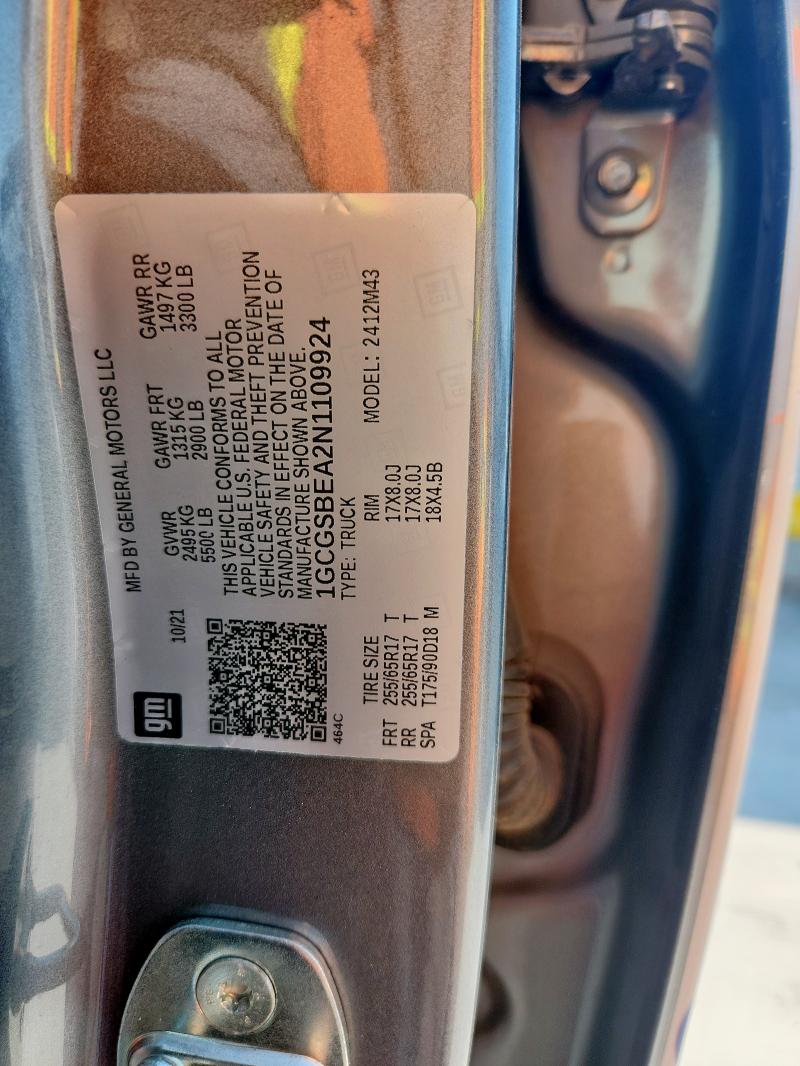 gm
10/21
MFD BY GENERAL MOTORS LLC
GVWR GAWR FRT GAWR RR
2495 KG 1315 KG 1497 KG
5500 LB 2900 LB 3300 LB
THIS VEHICLE CONFORMS TO ALL
APPLICABLE U.S. FEDERAL MOTOR
VEHICLE SAFETY AND THEFT PREVENTION
STANDARDS IN EFFECT ON THE DATE OF
MANUFACTURE SHOWN ABOVE.
1GCGSBEA2N1109924
464C
TYPE: TRUCK MODEL: 2412M43
TIRE SIZE RIM
FRT 255/65R17 T 17X8.0J
RR 255/65R17 T 17X8.0J
SPA T175/90D18 M 18X4.5B